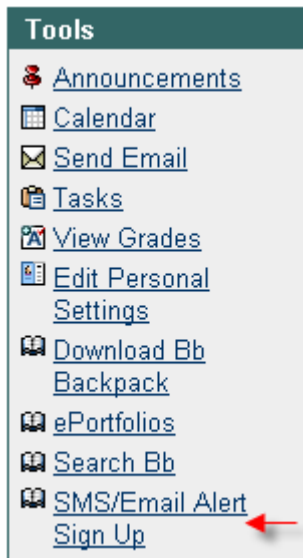 Tools
Announcements
Calendar
Send Email
Tasks
View Grades
Edit Personal
Settings
Download Bb
Backpack
ePortfolios
Search Bb
SMS/Email Alert
Sign Up